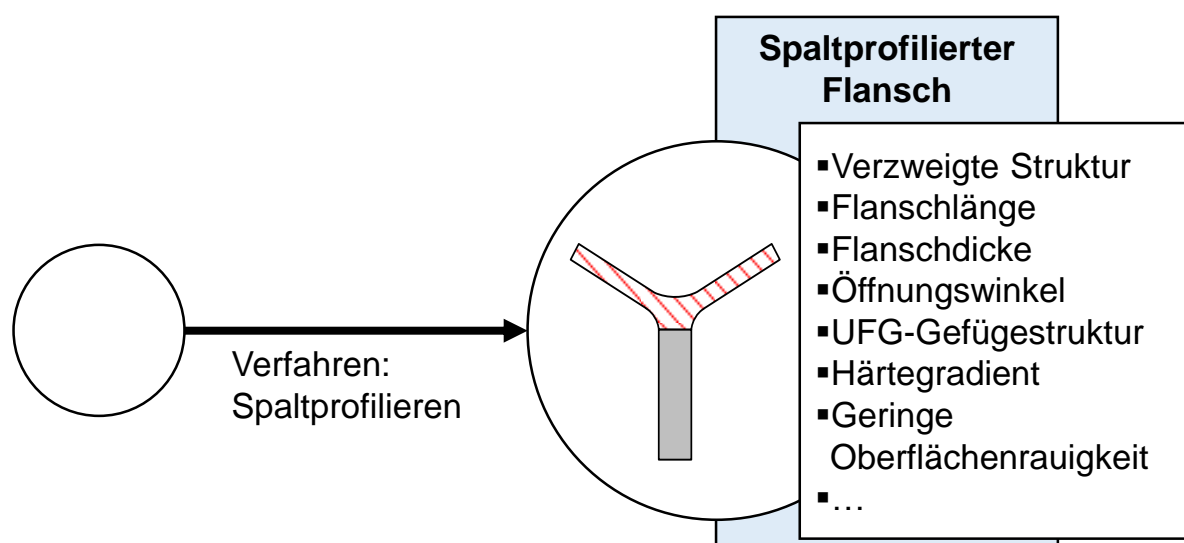 Spaltprofilierter
Flansch
▪Verzweigte Struktur
▪Flanschlänge
▪Flanschdicke
▪Öffnungswinkel
▪UFG-Gefügestruktur
▪Härtegradient
▪Geringe
Oberflächenrauigkeit
▪…
Verfahren:
Spaltprofilieren